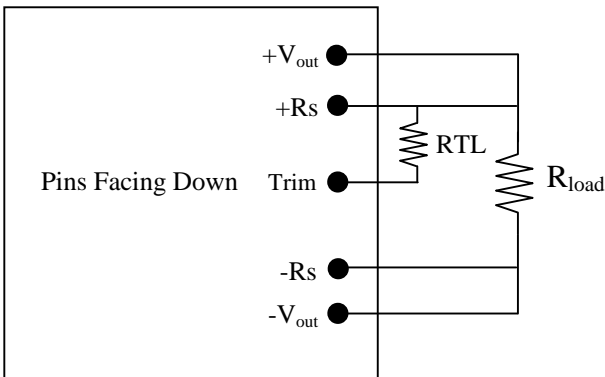 +Vout
+Rs
RTL
Pins Facing Down Trim
Rload
-Rs
-Vout